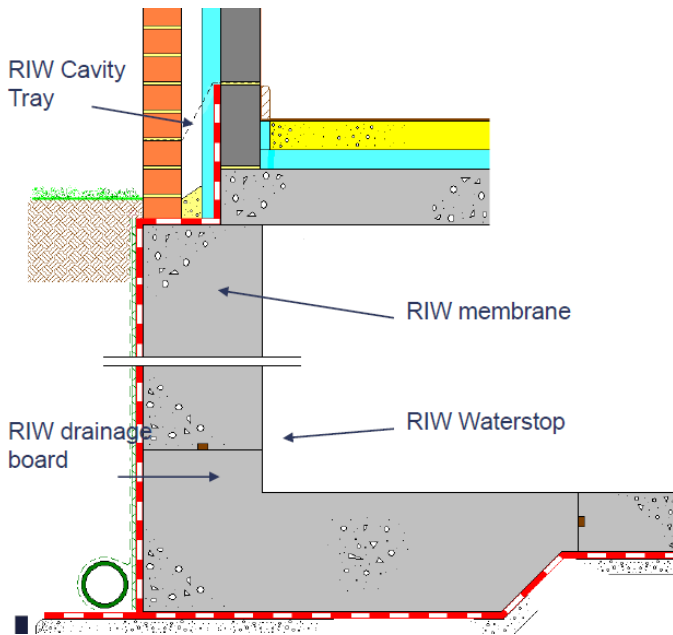 RIW Cavity
Tray
RIW membrane
RIW Waterstop
RIW drainage
board